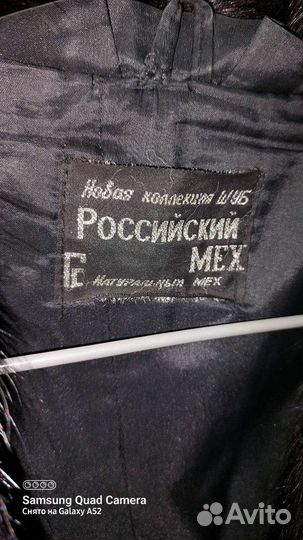 Новая коллекция ШУБ
РОССИЙСКИЙ
МЕХ
НАТУРАЛЬНЫЙ МЕХ
Samsung Quad Camera
Снято на Galaxy A52
Avito